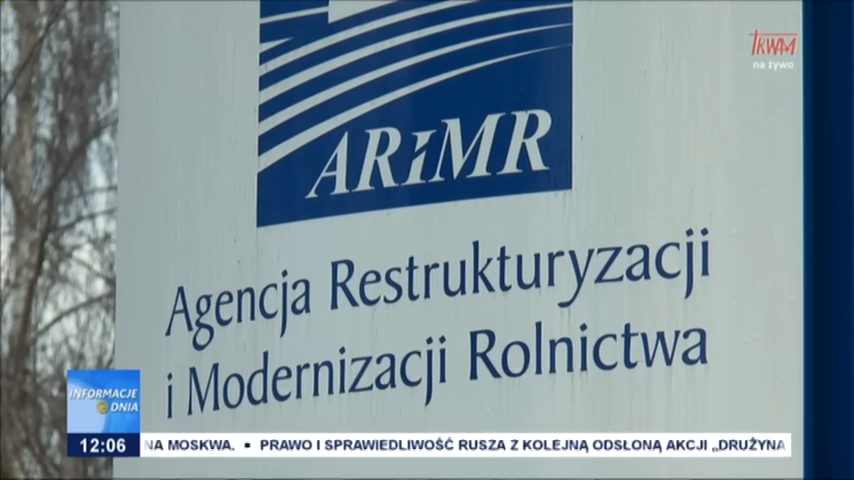 TRWAM
na żywo
ARiMR
Agencja Restrukturyzacji
i Modernizacji Rolnictwa
INFORMACJE
DNIA
12:06 NA MOSKWA. ▪ PRAWO I SPRAWIEDLIWOŚĆ RUSZA Z KOLEJNĄ ODSŁONĄ AKCJI „DRUŻYNA